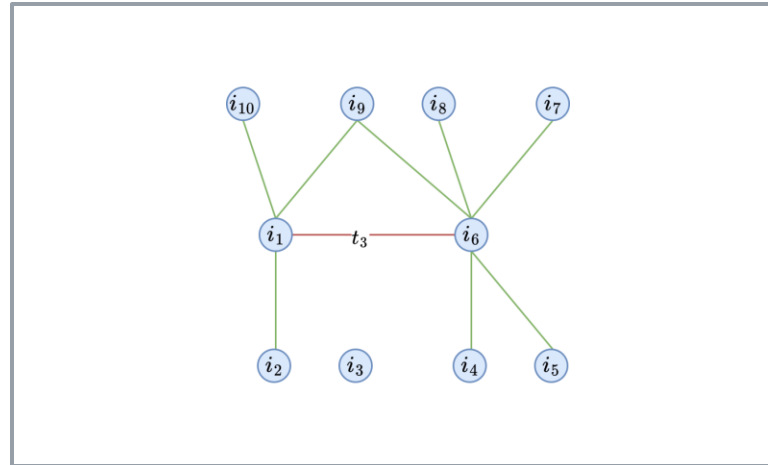 i₁₀ i₉ i₈ i₇
i₁ t₃ i₆
i₂ i₃ i₄ i₅